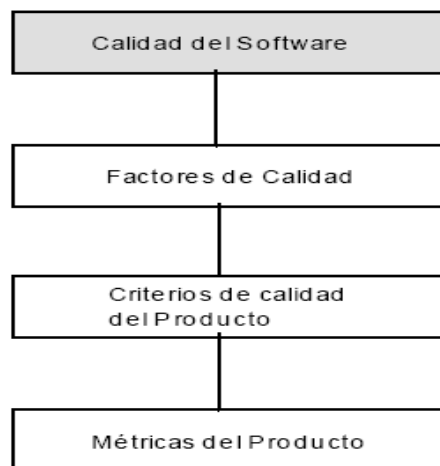 Calidad del Software
Factores de Calidad
Criterios de calidad
del Producto
Métricas del Producto